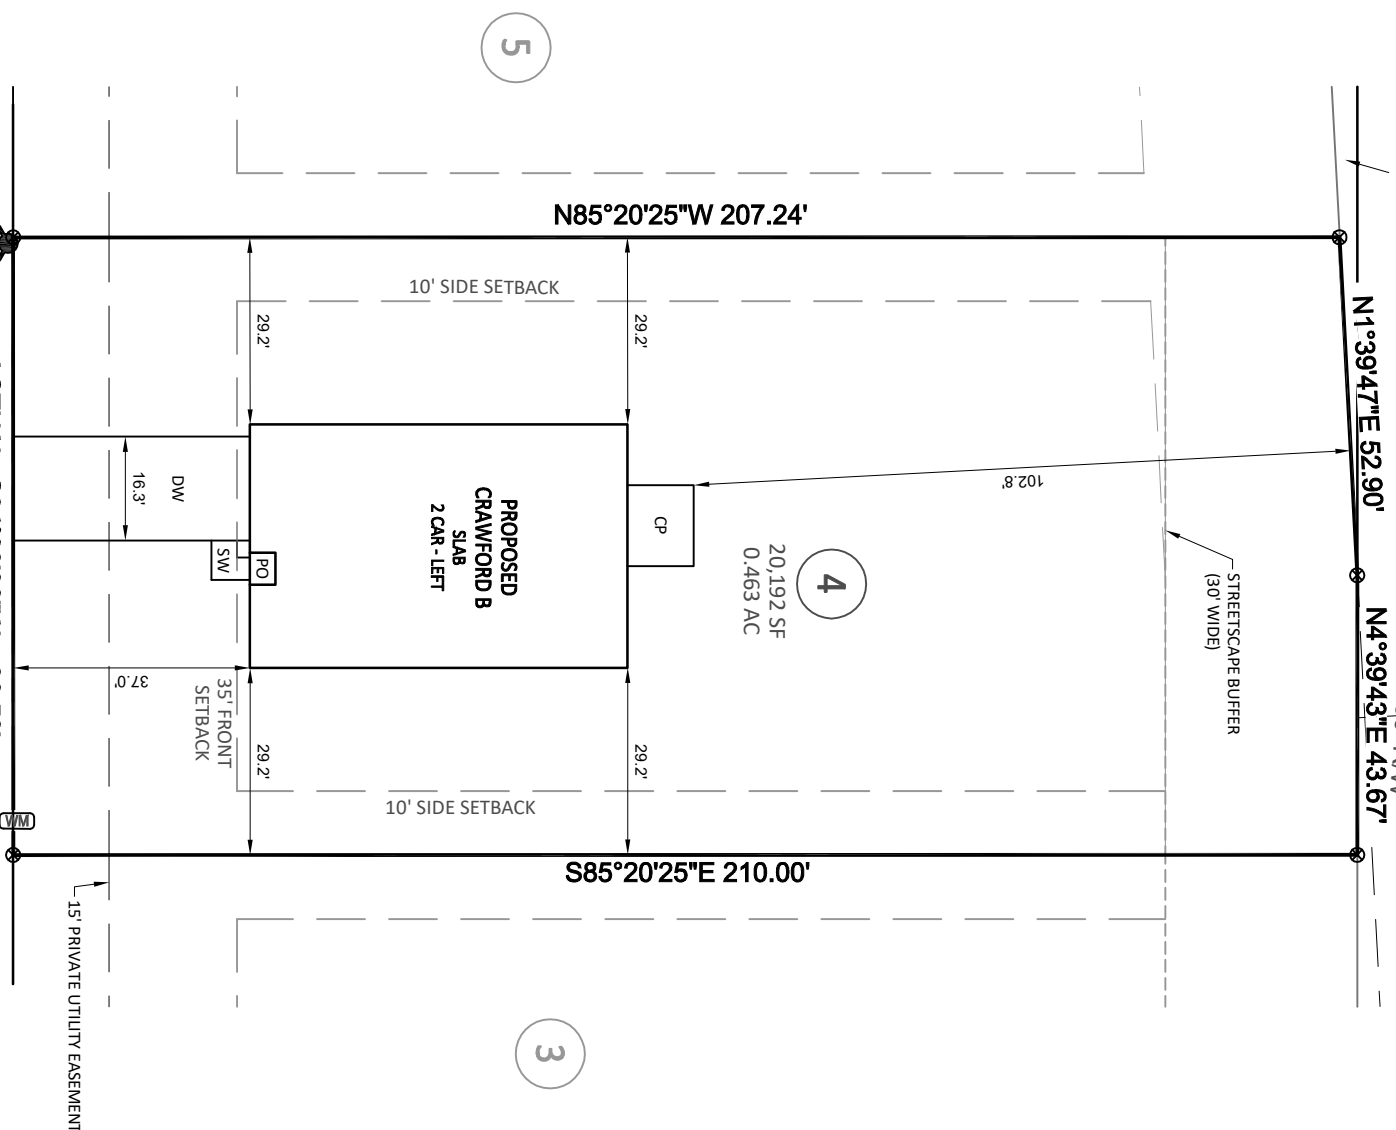 5
N85°20'25"W 207.24'
10' SIDE SETBACK
29.2'
29.2'
N1°39'47"E 52.90'
102.8'
STREETSCAPE BUFFER
(30' WIDE)
DW
16.3'
CP
PROPOSED
CRAWFORD B
SLAB
2 CAR - LEFT
PO
SW
4
20,192 SF
0.463 AC
N4°39'43"E 43.67'
37.0'
35' FRONT
SETBACK
29.2'
29.2'
10' SIDE SETBACK
WM
S85°20'25"E 210.00'
15' PRIVATE UTILITY EASEMENT
3